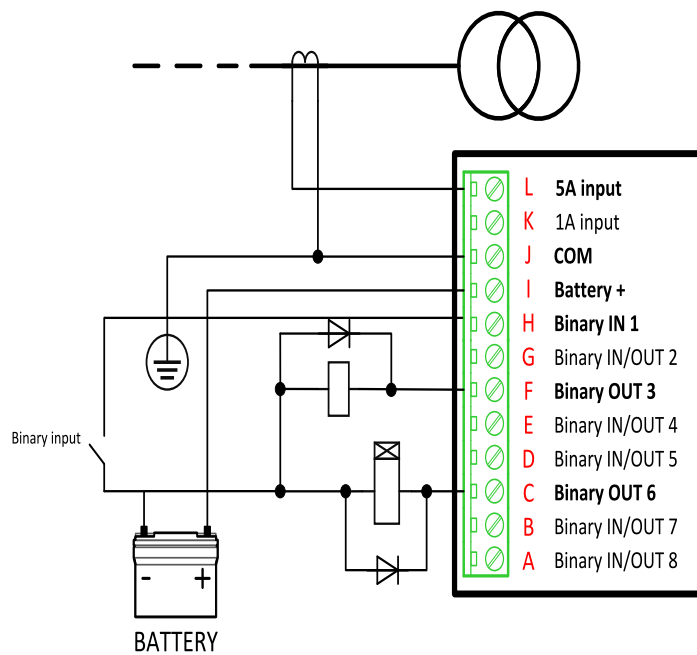 L 5A input
K 1A input
J COM
I Battery +
H Binary IN 1
G Binary IN/OUT 2
F Binary OUT 3
E Binary IN/OUT 4
D Binary IN/OUT 5
Binary input
C Binary OUT 6
B Binary IN/OUT 7
A Binary IN/OUT 8
- +
BATTERY